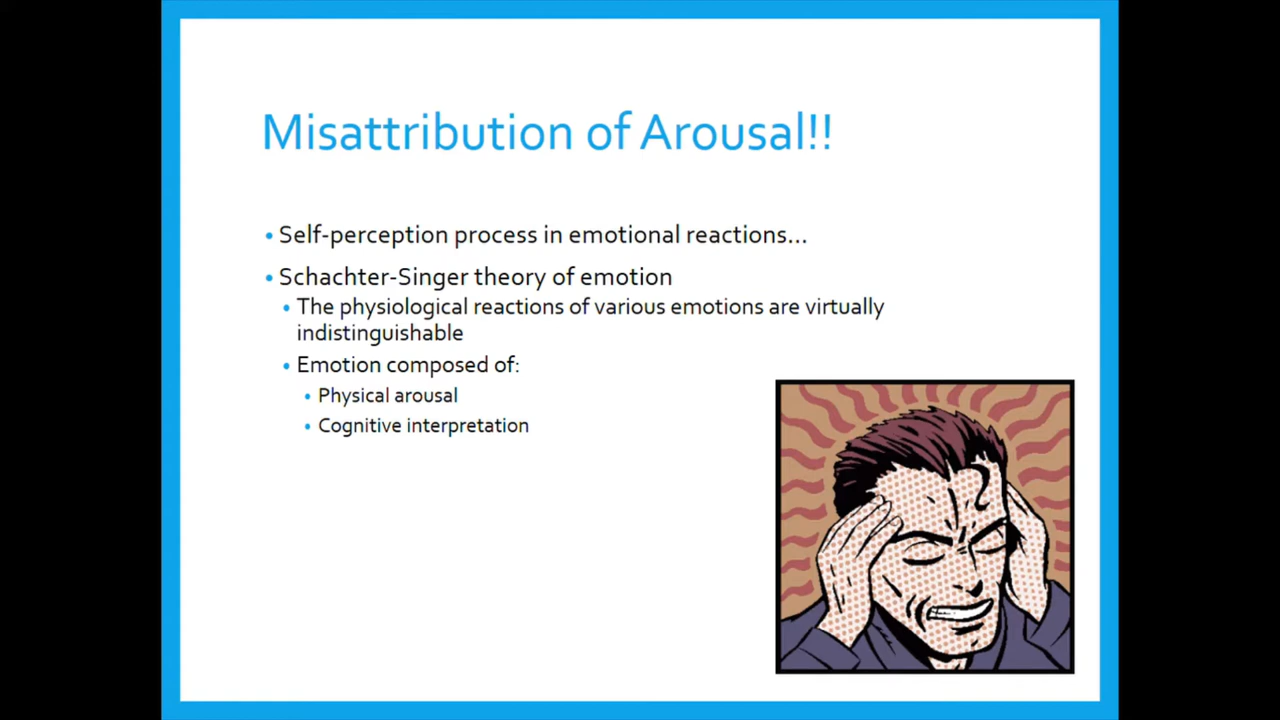 Misattribution of Arousal!!
• Self-perception process in emotional reactions...
• Schachter-Singer theory of emotion
• The physiological reactions of various emotions are virtually
indistinguishable
• Emotion composed of:
• Physical arousal
• Cognitive interpretation